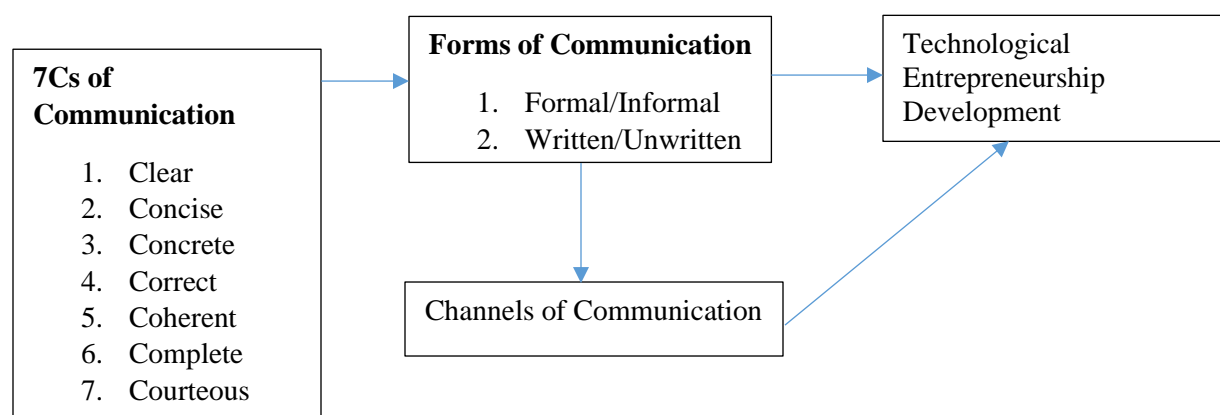 7Cs of
Communication
1. Clear
2. Concise
3. Concrete
4. Correct
5. Coherent
6. Complete
7. Courteous
Forms of Communication
1. Formal/Informal
2. Written/Unwritten
Channels of Communication
Technological
Entrepreneurship
Development